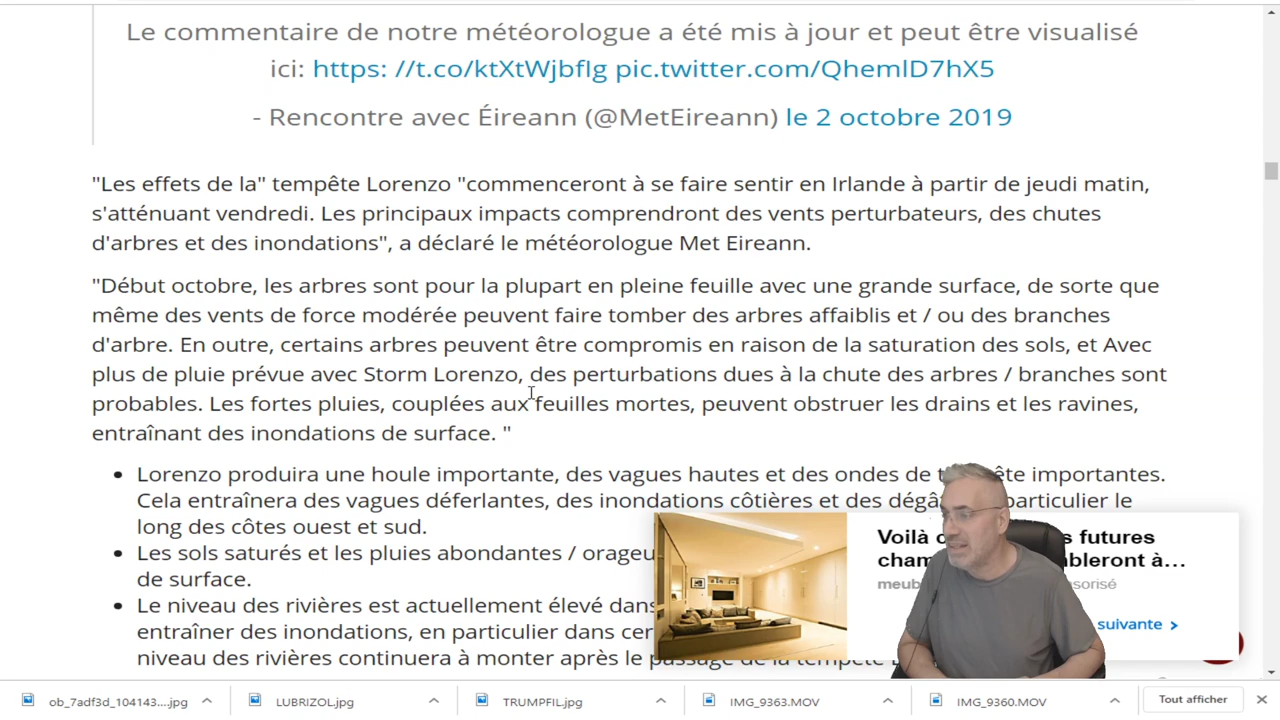 Le commentaire de notre météorologue a été mis à jour et peut être visualisé
ici: https: //t.co/ktXtWjbfIg pic.twitter.com/QhemlD7hX5
- Rencontre avec Éireann (@MetEireann) le 2 octobre 2019
"Les effets de la" tempête Lorenzo "commenceront à se faire sentir en Irlande à partir de jeudi matin,
s'atténuant vendredi. Les principaux impacts comprendront des vents perturbateurs, des chutes
d'arbres et des inondations", a déclaré le météorologue Met Eireann.
"Début octobre, les arbres sont pour la plupart en pleine feuille avec une grande surface, de sorte que
même des vents de force modérée peuvent faire tomber des arbres affaiblis et / ou des branches
d'arbre. En outre, certains arbres peuvent être compromis en raison de la saturation des sols, et Avec
plus de pluie prévue avec Storm Lorenzo, des perturbations dues à la chute des arbres / branches sont
probables. Les fortes pluies, couplées aux feuilles mortes, peuvent obstruer les drains et les ravines,
entraînant des inondations de surface. "
• Lorenzo produira une houle importante, des vagues hautes et des ondes de importantes.
Cela entraînera des vagues déferlantes, des inondations côtières et des particulier le
long des côtes ouest et sud.
• Les sols saturés et les pluies abondantes /
de surface.
• Le niveau des rivières est actuellement élevé dans
entraîner des inondations, en particulier dans
niveau des rivières continuera à monter après le passage de la
Voilà futures
suivante >
ob_7adf3d_104143....jpg
LUBRIZOL.jpg
TRUMPFIL.jpg
IMG_9363.MOV
IMG_9360.MOV
Tout afficher